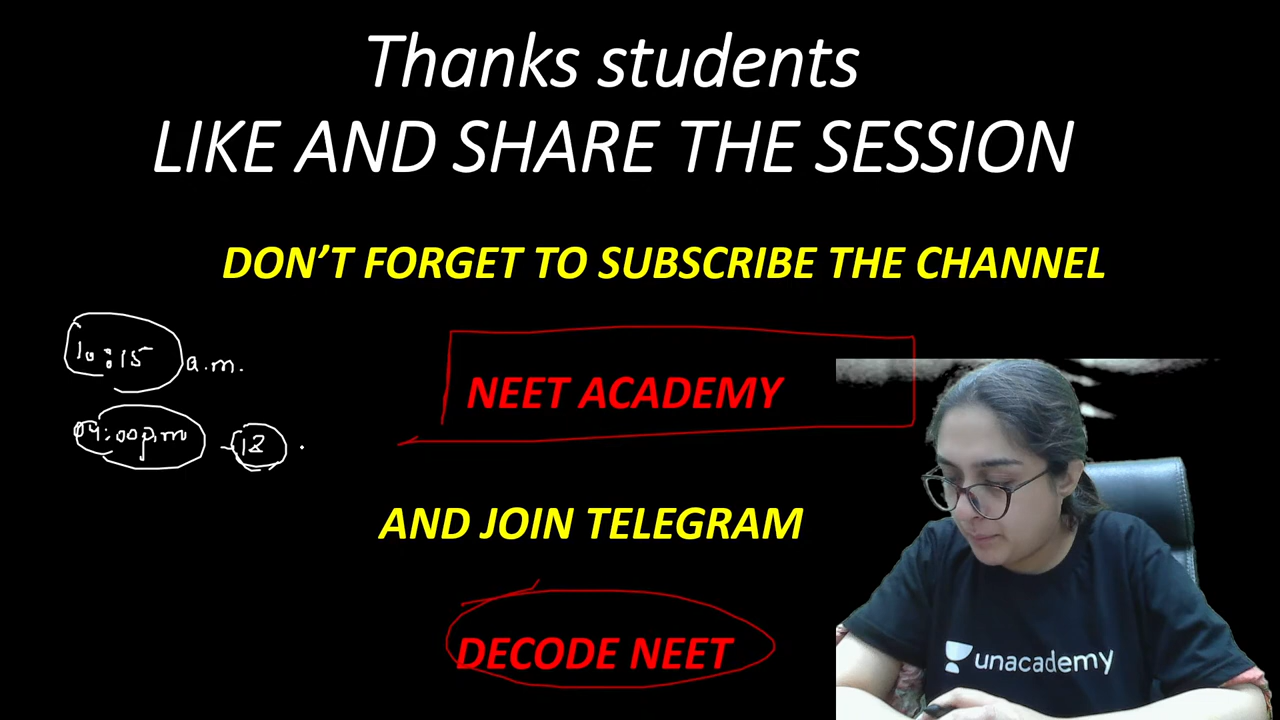 Thanks students
LIKE AND SHARE THE SESSION
DON’T FORGET TO SUBSCRIBE THE CHANNEL
10:15 a.m.
NEET ACADEMY
04:00p.m - 12
AND JOIN TELEGRAM
DECODE NEET
unacademy